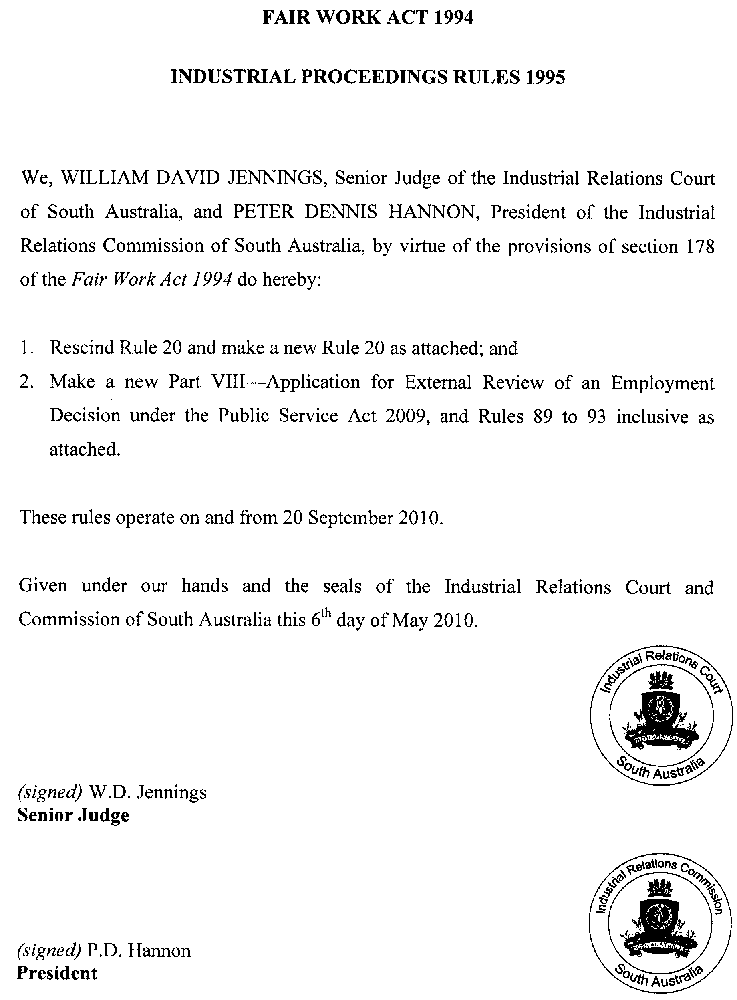 FAIR WORK ACT 1994
INDUSTRIAL PROCEEDINGS RULES 1995
We, WILLIAM DAVID JENNINGS, Senior Judge of the Industrial Relations Court
of South Australia, and PETER DENNIS HANNON, President of the Industrial
Relations Commission of South Australia, by virtue of the provisions of section 178
of the Fair Work Act 1994 do hereby:
1. Rescind Rule 20 and make a new Rule 20 as attached; and
2. Make a new Part VIII—Application for External Review of an Employment
Decision under the Public Service Act 2009, and Rules 89 to 93 inclusive as
attached.
These rules operate on and from 20 September 2010.
Given under our hands and the seals of the Industrial Relations Court and
Commission of South Australia this 6th day of May 2010.
Industrial Relations Court
SOUTH AUSTRALIA
South Australia
(signed) W.D. Jennings
Senior Judge
Industrial Relations Commission
SOUTH AUSTRALIA
South Australia
(signed) P.D. Hannon
President